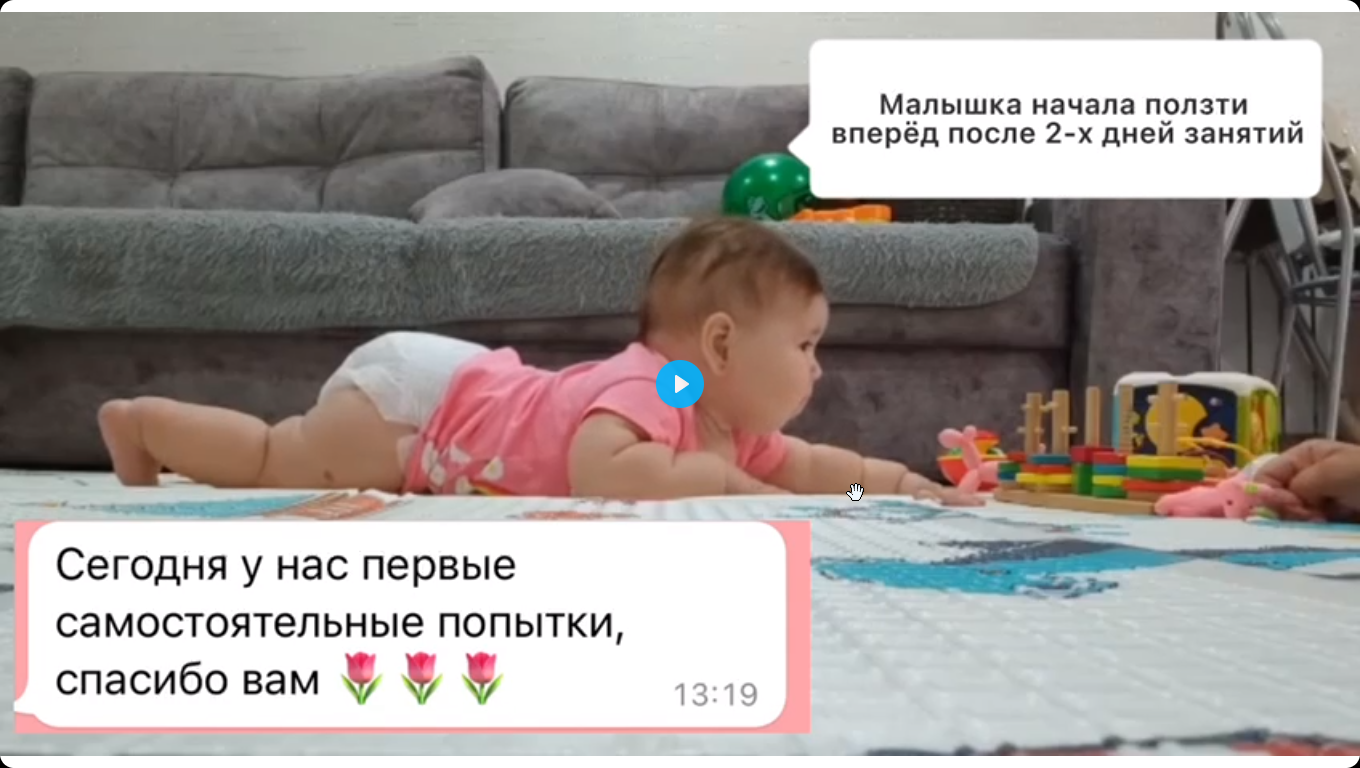 Малышка начала ползти
вперёд после 2-х дней занятий
Сегодня у нас первые
самостоятельные попытки,
спасибо вам 🌷🌷🌷
13:19